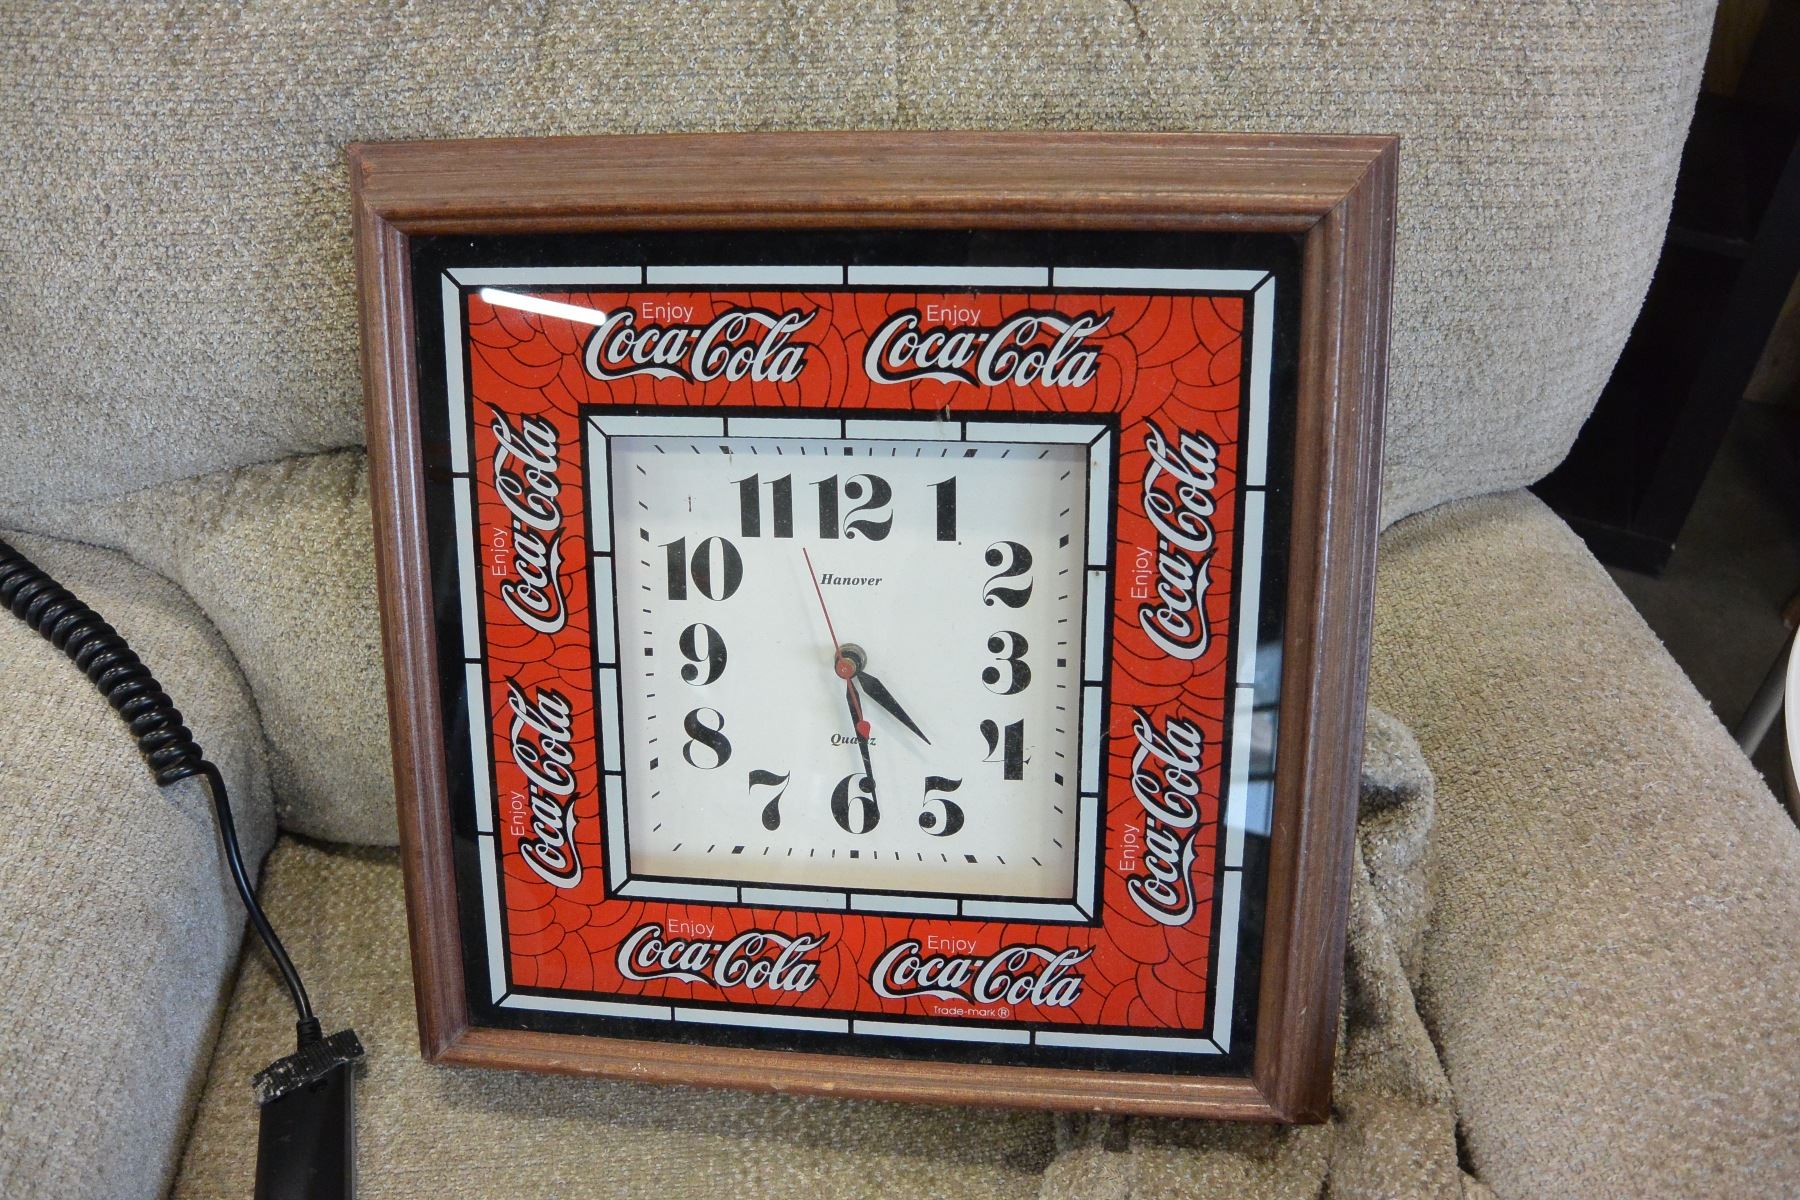 Enjoy
Coca-Cola
Enjoy
Coca-Cola
Enjoy
Coca-Cola
Enjoy
Coca-Cola
11 12 1
10 2
Hanover
9 3
8 4
Quartz
7 6 5
Enjoy
Coca-Cola
Enjoy
Coca-Cola
Enjoy
Coca-Cola
Enjoy
Coca-Cola
Trade-mark®